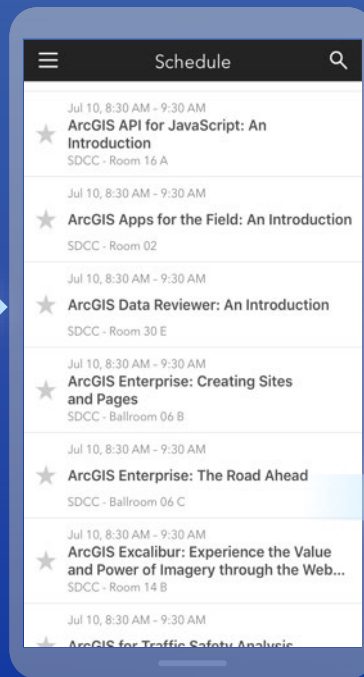 Schedule
Jul 10, 8:30 AM - 9:30 AM
ArcGIS API for JavaScript: An
Introduction
SDCC - Room 16 A
Jul 10, 8:30 AM - 9:30 AM
ArcGIS Apps for the Field: An Introduction
SDCC - Room 02
Jul 10, 8:30 AM - 9:30 AM
ArcGIS Data Reviewer: An Introduction
SDCC - Room 30 E
Jul 10, 8:30 AM - 9:30 AM
ArcGIS Enterprise: Creating Sites
and Pages
SDCC - Ballroom 06 B
Jul 10, 8:30 AM - 9:30 AM
ArcGIS Enterprise: The Road Ahead
SDCC - Ballroom 06 C
Jul 10, 8:30 AM - 9:30 AM
ArcGIS Excalibur: Experience the Value
and Power of Imagery through the Web...
SDCC - Room 14 B
Jul 10, 8:30 AM - 9:30 AM
ArcGIS for Traffic Safety Analysis